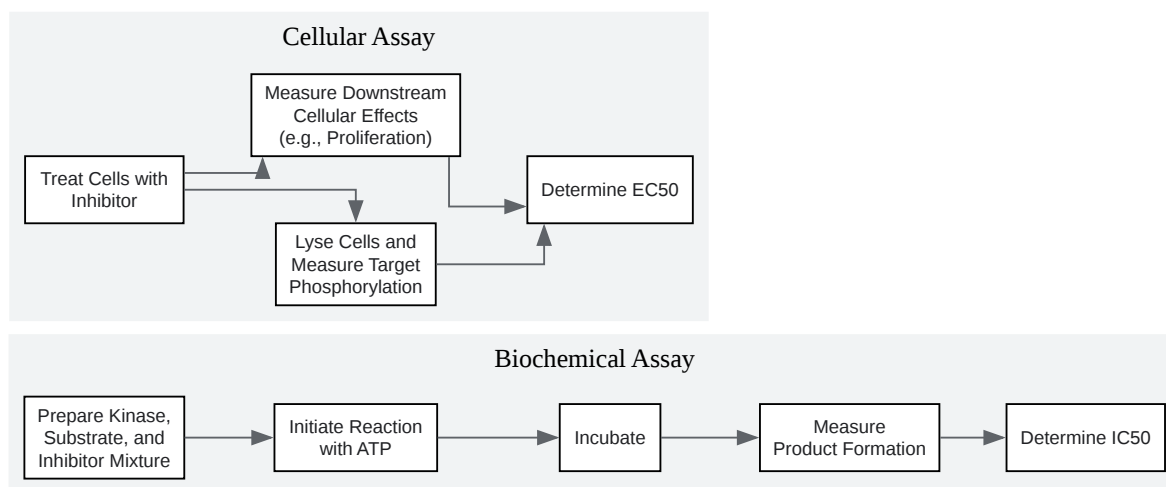 Cellular Assay
Measure Downstream
Cellular Effects
(e.g., Proliferation)
Treat Cells with
Inhibitor
Determine EC50
Lyse Cells and
Measure Target
Phosphorylation
Biochemical Assay
Prepare Kinase,
Substrate, and
Inhibitor Mixture
Initiate Reaction
with ATP
Incubate
Measure
Product Formation
Determine IC50